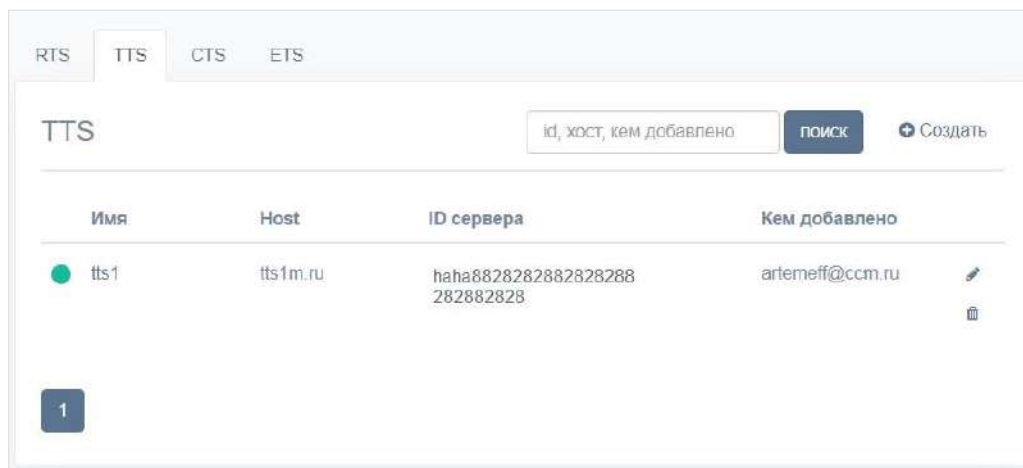 RTS TTS CTS ETS
TTS id, хост, кем добавлено поиск Создать
Имя Host ID сервера Кем добавлено
tts1 tts1m.ru haha8828282882828288 artemeff@ccm.ru
282882828
1